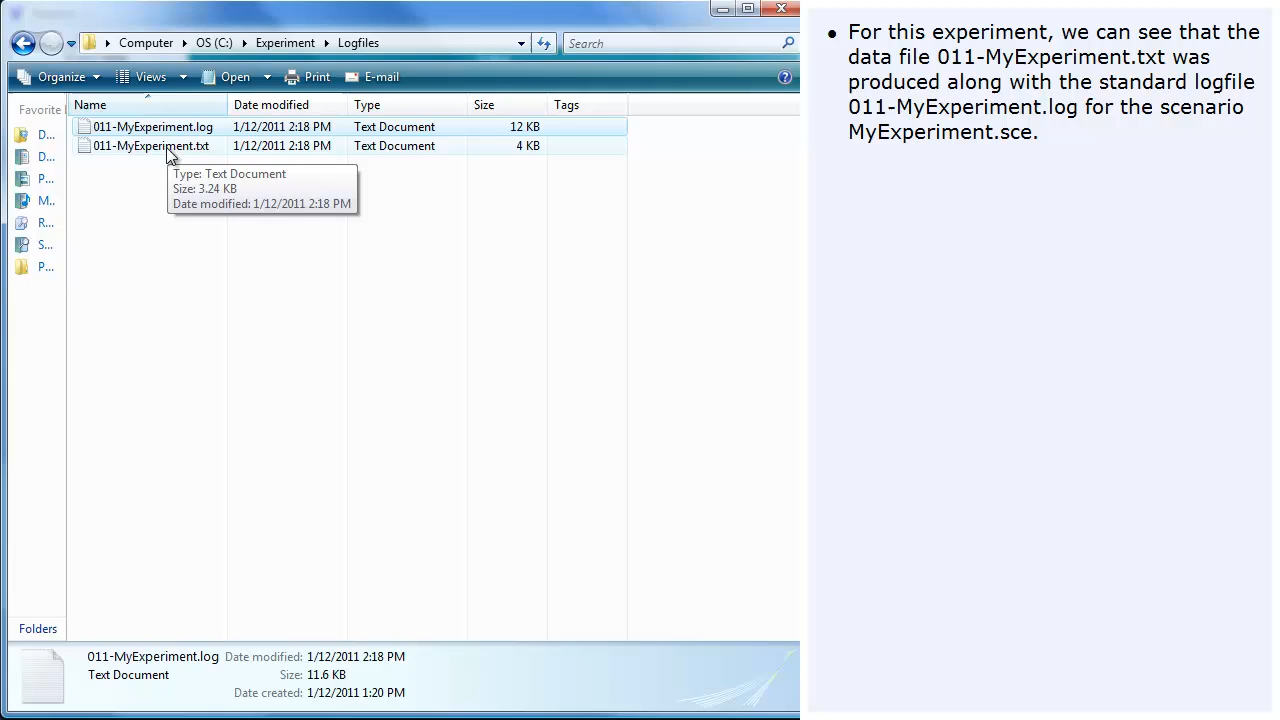 Computer OS (C:) Experiment Logfiles Search
Organize Views Open Print E-mail
Favorite
Name Date modified Type Size Tags
011-MyExperiment.log 1/12/2011 2:18 PM Text Document 12 KB
011-MyExperiment.txt 1/12/2011 2:18 PM Text Document 4 KB
D...
D...
P...
M...
R...
S...
P...
Type: Text Document
Size: 3.24 KB
Date modified: 1/12/2011 2:18 PM
Folders
011-MyExperiment.log Date modified: 1/12/2011 2:18 PM
Text Document Size: 11.6 KB
Date created: 1/12/2011 1:20 PM
• For this experiment, we can see that the
data file 011-MyExperiment.txt was
produced along with the standard logfile
011-MyExperiment.log for the scenario
MyExperiment.sce.